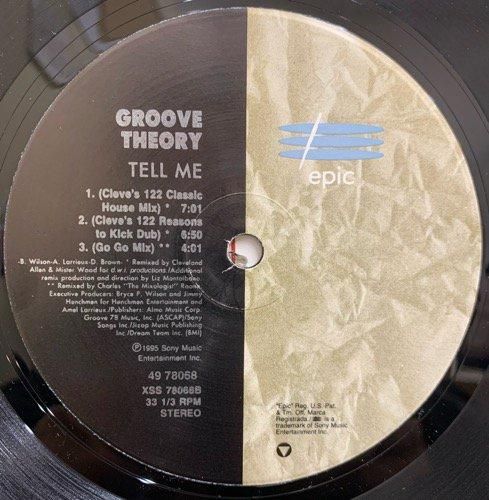 GROOVE
THEORY
TELL ME
1. (Cleve's 122 Classic
House Mix) * 7:01
2. (Cleve's 122 Reasons
to Kick Dub) * 6:50
3. (Go Go Mix) ** 4:01
-B. Wilson-A. Larrieux-D. Brown- * Remixed by Cleveland
Allen & Mister Wood for d.w.i. productions/Additional
remix production and direction by Liz Montalbano.
** Remixed by Charles "The Mixologist" Roane
Executive Producers: Bryce P. Wilson and Jimmy
Henchmen for Henchmen Entertainment and
Amel Larrieux./Publishers: Almo Music Corp.
Groove 78 Music, Inc. (ASCAP)/Sony
Songs Inc./Jizop Music Publishing
Inc./Dream Team Inc. (BMI)
℗1995 Sony Music
Entertainment Inc.
49 78068
XSS 78068B
33 1/3 RPM
STEREO
epic
"Epic" Reg. U.S. Pat.
& Tm. Off. Marca
Registrada./ is a
trademark of Sony Music
Entertainment Inc.